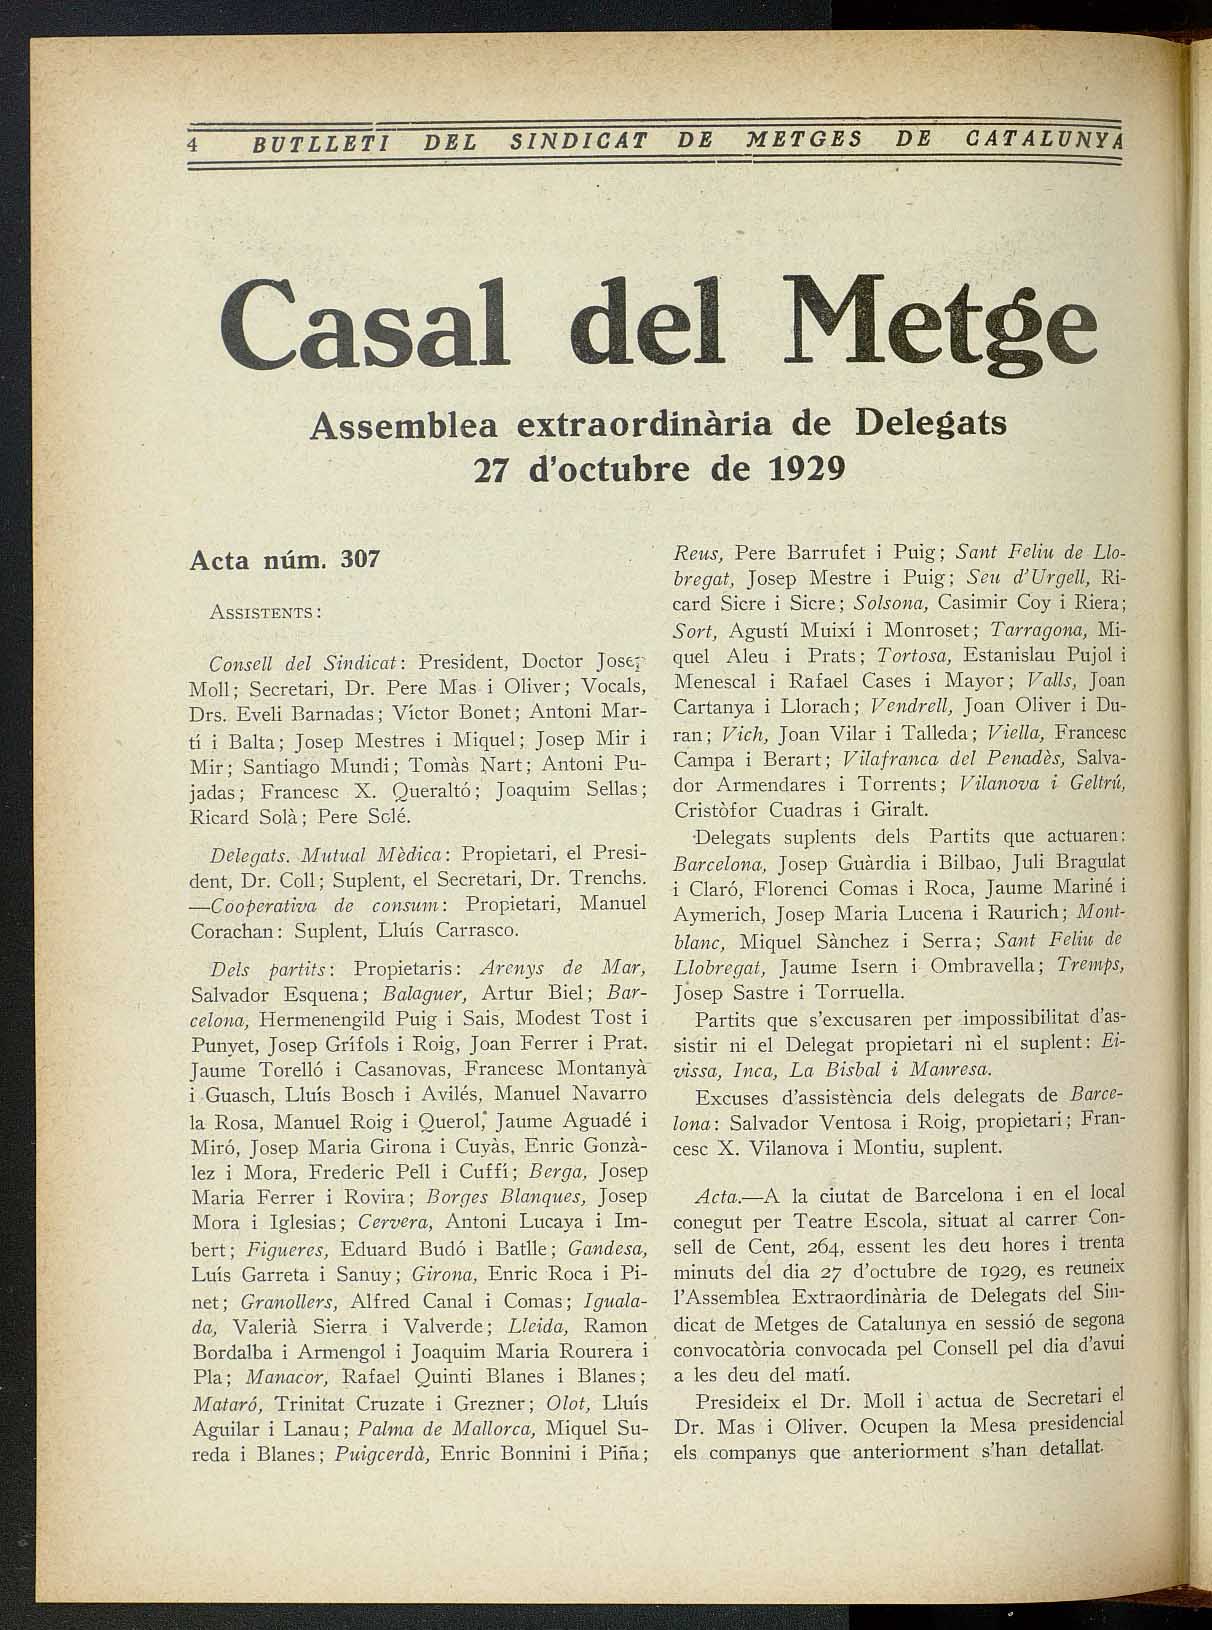 4 BUTLLETI DEL SINDICAT DE METGES DE CATALUNYA
Casal del Metge
Assemblea extraordinària de Delegats
27 d'octubre de 1929
Acta núm. 307
ASSISTENTS:
Consell del Sindicat: President, Doctor Josep
Moll; Secretari, Dr. Pere Mas i Oliver; Vocals,
Drs. Eveli Barnadas; Víctor Bonet; Antoni Mar-
tí i Balta; Josep Mestres i Miquel; Josep Mir i
Mir; Santiago Mundi; Tomàs Nart; Antoni Pu-
jadas; Francesc X. Queraltó; Joaquim Sellas;
Ricard Solà; Pere Solé.
Delegats. Mutual Mèdica: Propietari, el Presi-
dent, Dr. Coll; Suplent, el Secretari, Dr. Trenchs.
—Cooperativa de consum: Propietari, Manuel
Corachan: Suplent, Lluís Carrasco.
Dels partits: Propietaris: Arenys de Mar,
Salvador Esquena; Balaguer, Artur Biel; Bar-
celona, Hermenengild Puig i Sais, Modest Tost i
Punyet, Josep Grífols i Roig, Joan Ferrer i Prat.
Jaume Torelló i Casanovas, Francesc Montanyà
i Guasch, Lluís Bosch i Avilés, Manuel Navarro
la Rosa, Manuel Roig i Querol, Jaume Aguadé i
Miró, Josep Maria Girona i Cuyàs, Enric Gonzà-
lez i Mora, Frederic Pell i Cuffí; Berga, Josep
Maria Ferrer i Rovira; Borges Blanques, Josep
Mora i Iglesias; Cervera, Antoni Lucaya i Im-
bert; Figueres, Eduard Budó i Batlle; Gandesa,
Luís Garreta i Sanuy; Girona, Enric Roca i Pi-
net; Granollers, Alfred Canal i Comas; Iguala-
da, Valerià Sierra i Valverde; Lleida, Ramon
Bordalba i Armengol i Joaquim Maria Rourera i
Pla; Manacor, Rafael Quinti Blanes i Blanes;
Mataró, Trinitat Cruzate i Grezner; Olot, Lluís
Aguilar i Lanau; Palma de Mallorca, Miquel Su-
reda i Blanes; Puigcerdà, Enric Bonnini i Piña;
Reus, Pere Barrufet i Puig; Sant Feliu de Llo-
bregat, Josep Mestre i Puig; Seu d'Urgell, Ri-
card Sicre i Sicre; Solsona, Casimir Coy i Riera;
Sort, Agustí Muixí i Monroset; Tarragona, Mi-
quel Aleu i Prats; Tortosa, Estanislau Pujol i
Menescal i Rafael Cases i Mayor; Valls, Joan
Cartanya i Llorach; Vendrell, Joan Oliver i Du-
ran; Vich, Joan Vilar i Talleda; Viella, Francesc
Campa i Berart; Vilafranca del Penadès, Salva-
dor Armendares i Torrents; Vilanova i Geltrú,
Cristòfor Cuadras i Giralt.
Delegats suplents dels Partits que actuaren:
Barcelona, Josep Guàrdia i Bilbao, Juli Bragulat
i Claró, Florenci Comas i Roca, Jaume Mariné i
Aymerich, Josep Maria Lucena i Raurich; Mont-
blanc, Miquel Sànchez i Serra; Sant Feliu de
Llobregat, Jaume Isern i Ombravella; Tremps,
Josep Sastre i Torruella.
Partits que s'excusaren per impossibilitat d'as-
sistir ni el Delegat propietari ni el suplent: Ei-
vissa, Inca, La Bisbal i Manresa.
Excuses d'assistència dels delegats de Barce-
lona: Salvador Ventosa i Roig, propietari; Fran-
cesc X. Vilanova i Montiu, suplent.
Acta.—A la ciutat de Barcelona i en el local
conegut per Teatre Escola, situat al carrer Con-
sell de Cent, 264, essent les deu hores i trenta
minuts del dia 27 d'octubre de 1929, es reuneix
l'Assemblea Extraordinària de Delegats del Sin-
dicat de Metges de Catalunya en sessió de segona
convocatòria convocada pel Consell pel dia d'avui
a les deu del matí.
Presideix el Dr. Moll i actua de Secretari el
Dr. Mas i Oliver. Ocupen la Mesa presidencial
els companys que anteriorment s'han detallat.